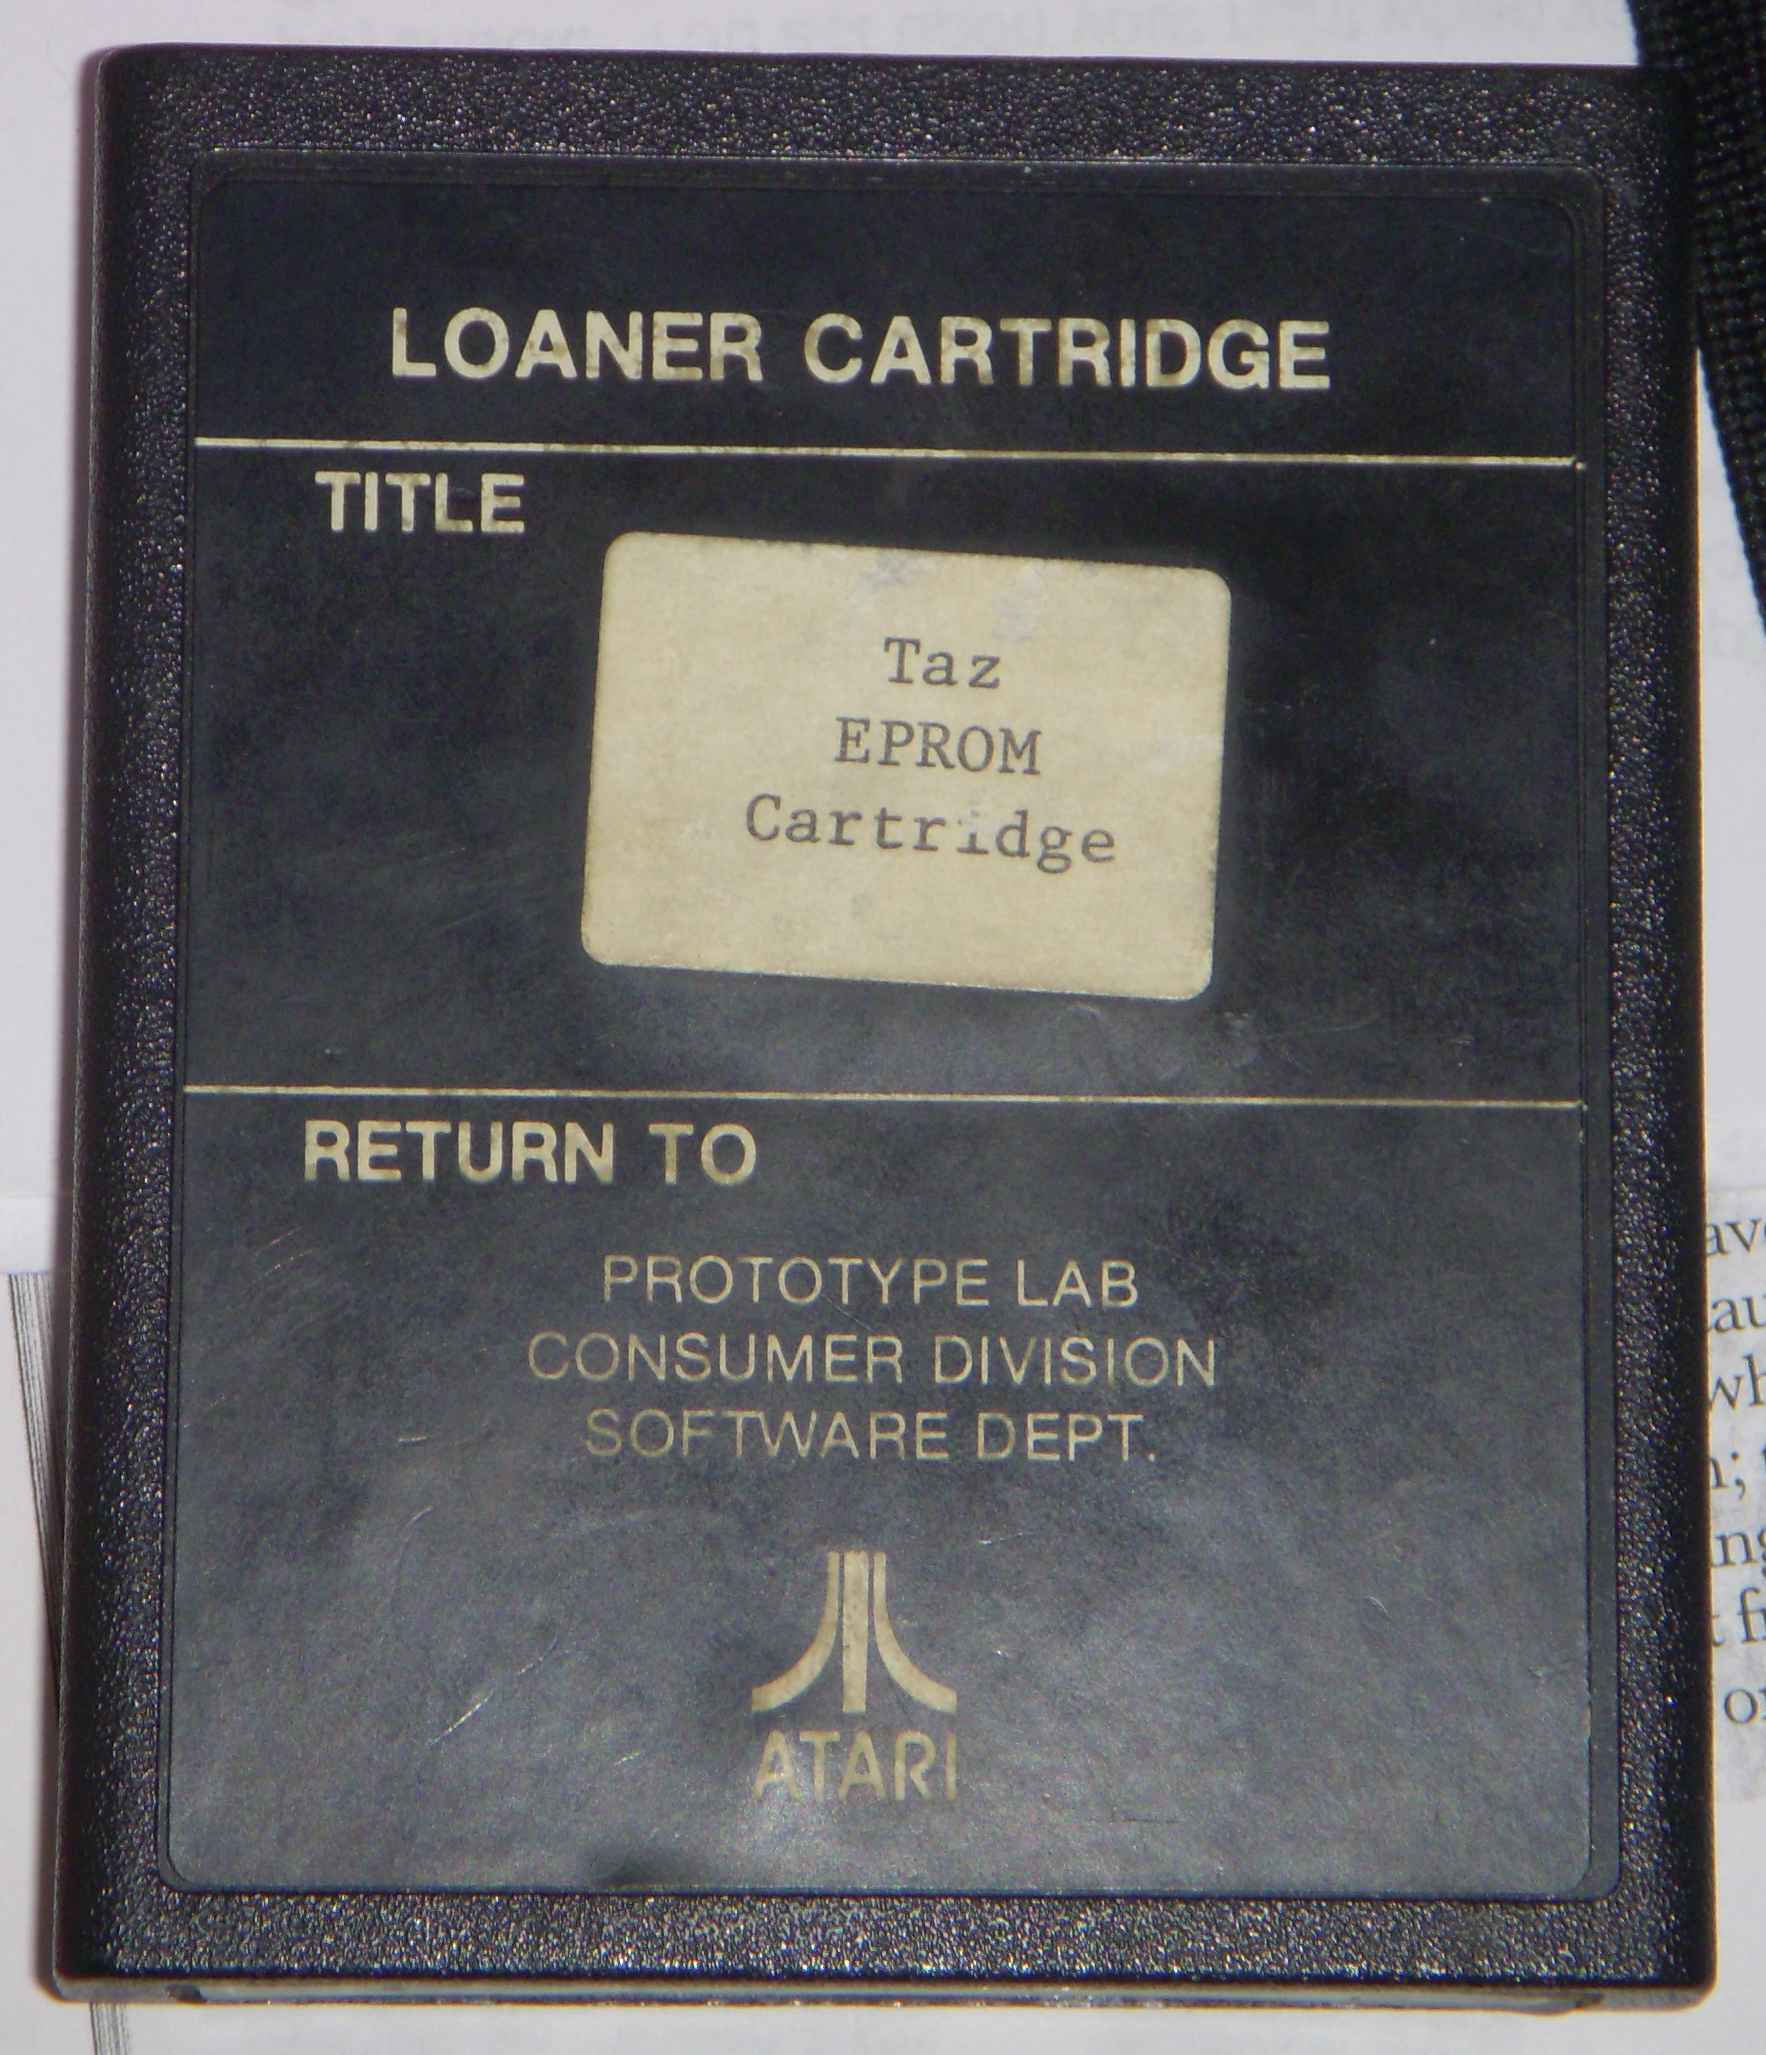 LOANER CARTRIDGE
TITLE
Taz
EPROM
Cartridge
RETURN TO
PROTOTYPE LAB
CONSUMER DIVISION
SOFTWARE DEPT.
ATARI